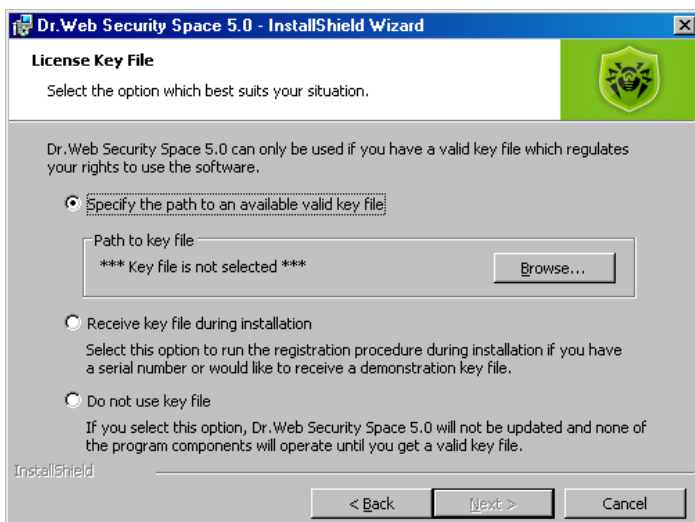 Dr.Web Security Space 5.0 - InstallShield Wizard
License Key File
Select the option which best suits your situation.
Dr.Web Security Space 5.0 can only be used if you have a valid key file which regulates
your rights to use the software.
Specify the path to an available valid key file
Path to key file
*** Key file is not selected ***
Browse...
Receive key file during installation
Select this option to run the registration procedure during installation if you have
a serial number or would like to receive a demonstration key file.
Do not use key file
If you select this option, Dr.Web Security Space 5.0 will not be updated and none of
the program components will operate until you get a valid key file.
InstallShield
< Back
Next >
Cancel